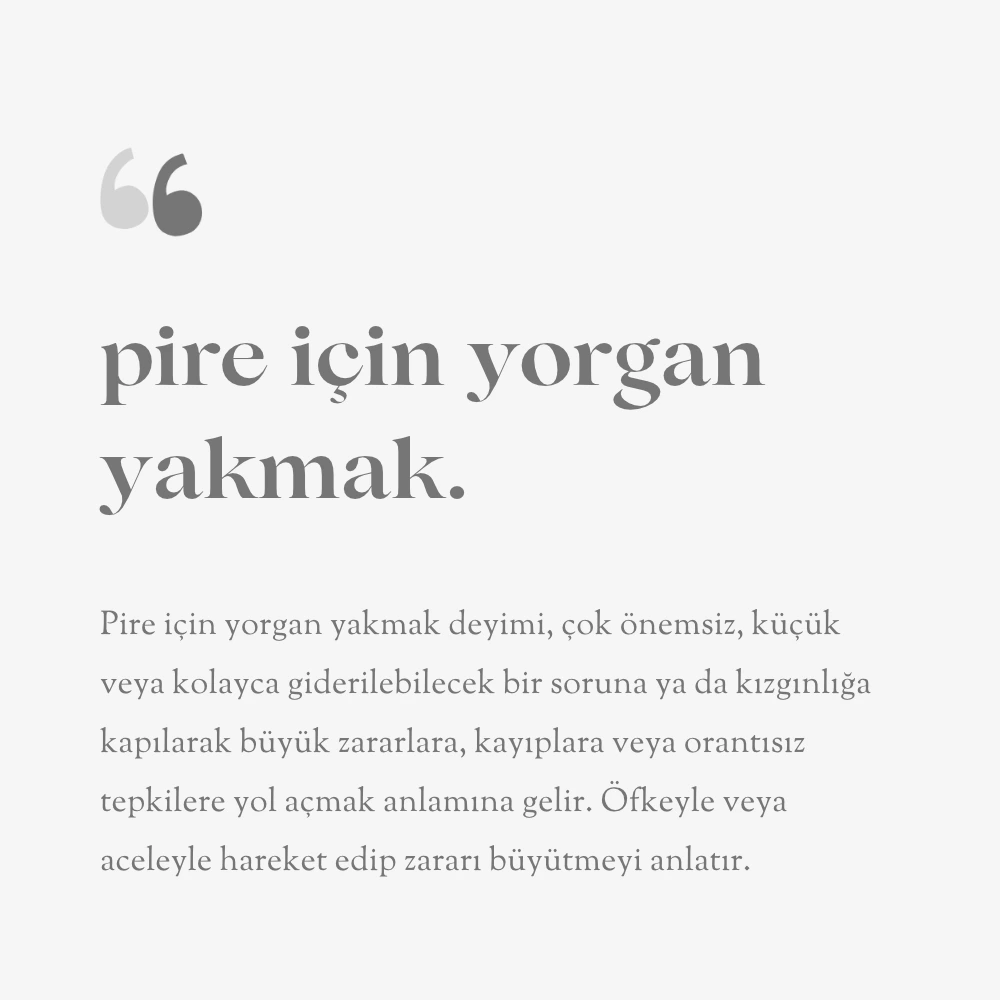 “
pire için yorgan
yakmak.
Pire için yorgan yakmak deyimi, çok önemsiz, küçük
veya kolayca giderilebilecek bir soruna ya da kızgınlığa
kapılarak büyük zararlara, kayıplara veya orantısız
tepkilere yol açmak anlamına gelir. Öfkeyle veya
aceleyle hareket edip zararı büyütmeyi anlatır.